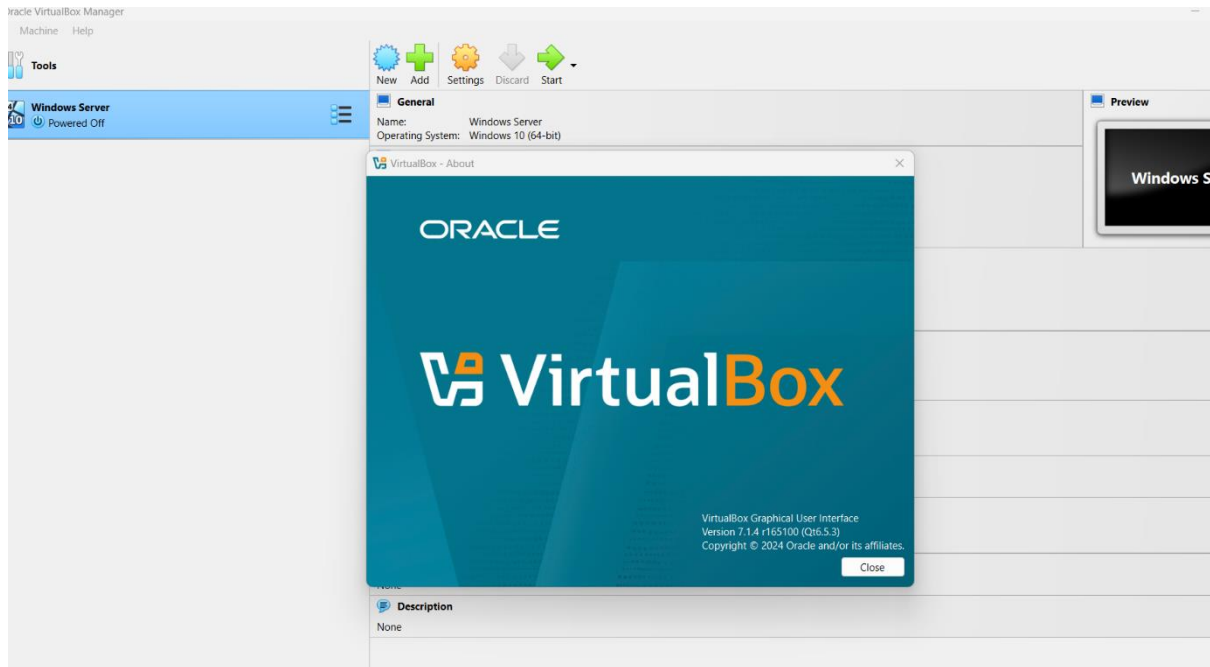 Oracle VirtualBox Manager
Machine Help
Tools
New Add Settings Discard Start
Windows Server
Powered Off
General
Name: Windows Server
Operating System: Windows 10 (64-bit)
Preview
Windows S
VirtualBox - About
ORACLE
VirtualBox
VirtualBox Graphical User Interface
Version 7.1.4 r165100 (Qt6.5.3)
Copyright © 2024 Oracle and/or its affiliates.
Close
Description
None